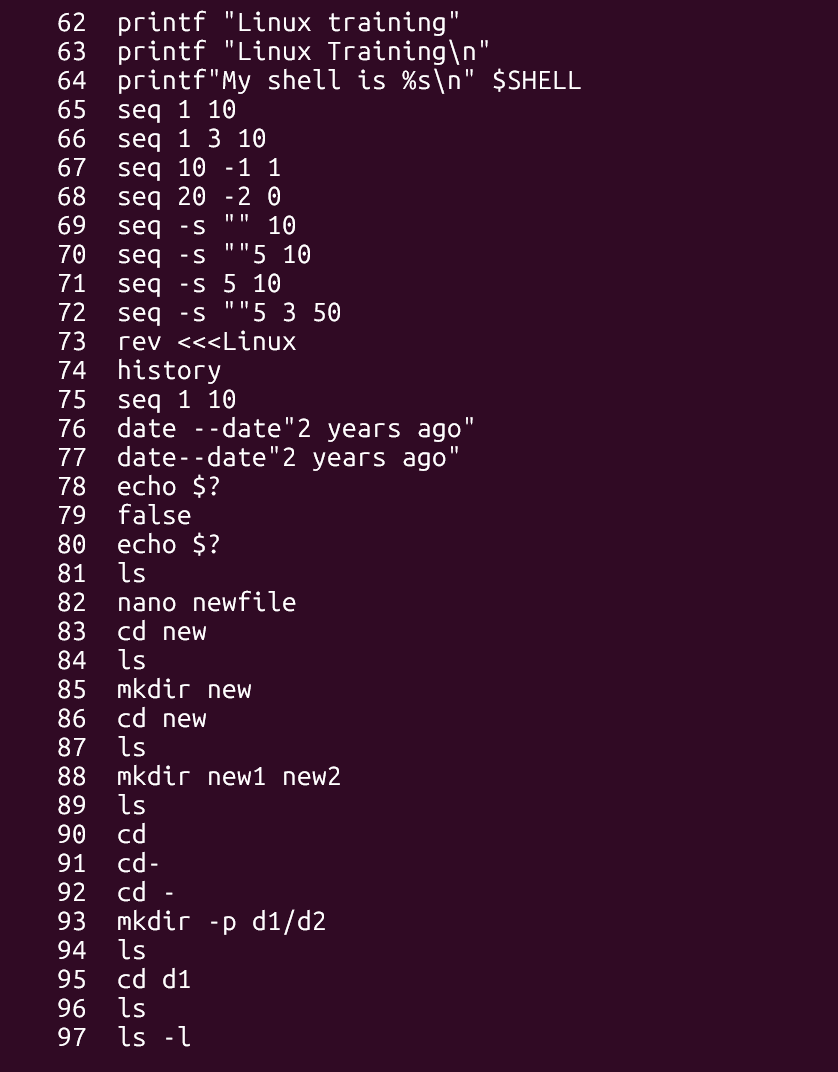 62  printf "Linux training"
63  printf "Linux Training\n"
64  printf"My shell is %s\n" $SHELL
65  seq 1 10
66  seq 1 3 10
67  seq 10 -1 1
68  seq 20 -2 0
69  seq -s "" 10
70  seq -s ""5 10
71  seq -s 5 10
72  seq -s ""5 3 50
73  rev <<<Linux
74  history
75  seq 1 10
76  date --date"2 years ago"
77  date--date"2 years ago"
78  echo $?
79  false
80  echo $?
81  ls
82  nano newfile
83  cd new
84  ls
85  mkdir new
86  cd new
87  ls
88  mkdir new1 new2
89  ls
90  cd
91  cd-
92  cd -
93  mkdir -p d1/d2
94  ls
95  cd d1
96  ls
97  ls -l